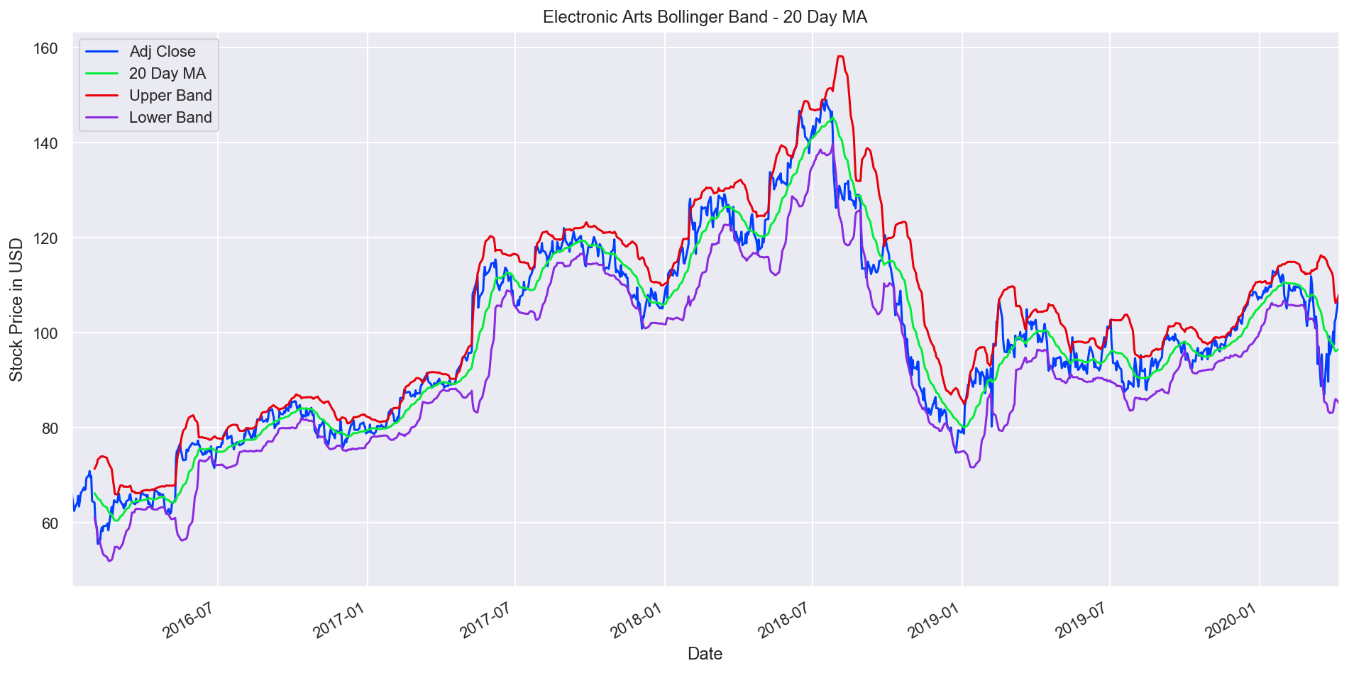 Electronic Arts Bollinger Band - 20 Day MA
160
140
120
100
80
60
Stock Price in USD
Adj Close
20 Day MA
Upper Band
Lower Band
2016-07
2017-01
2017-07
2018-01
2018-07
2019-01
2019-07
2020-01
Date